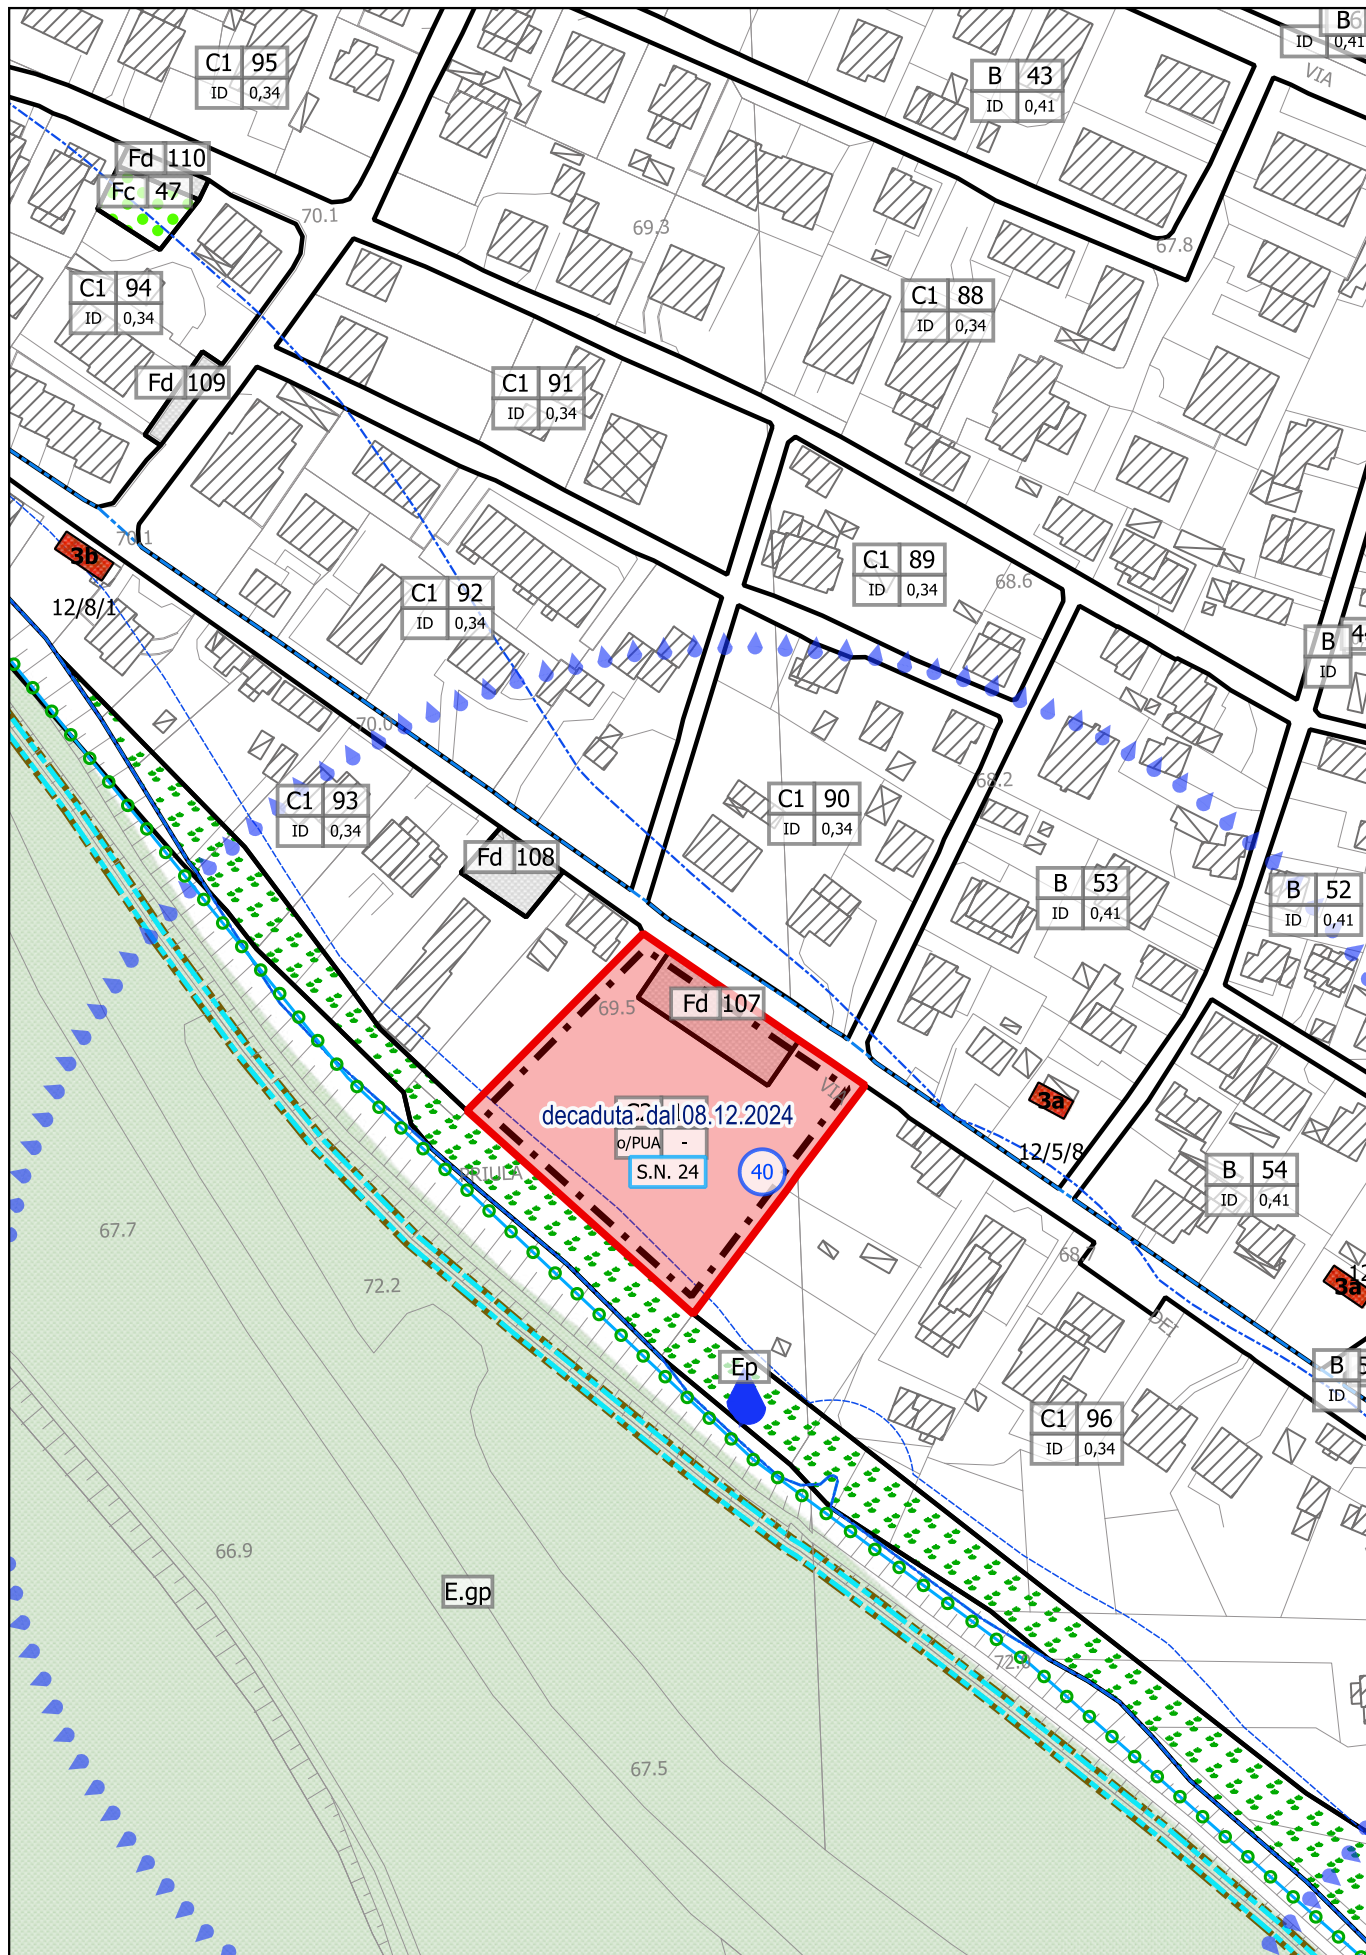 B
ID 0,41
VIA
C1 95
ID 0,34
B 43
ID 0,41
Fd 110
Fc 47
70.1
69.3
67.8
C1 94
ID 0,34
C1 88
ID 0,34
Fd 109
C1 91
ID 0,34
70.1
3b
12/8/1
C1 92
ID 0,34
C1 89
ID 0,34
68.6
B
ID
70.0
68.2
C1 93
ID 0,34
C1 90
ID 0,34
Fd 108
B 53
ID 0,41
B 52
ID 0,41
69.5
Fd 107
VIA
3a
decaduta dal 08.12.2024
o/PUA -
S.N. 24
40
12/5/8
PRIULA
B 54
ID 0,41
67.7
68.7
72.2
3a
DEI
Ep
B
ID
C1 96
ID 0,34
66.9
E.gp
67.5